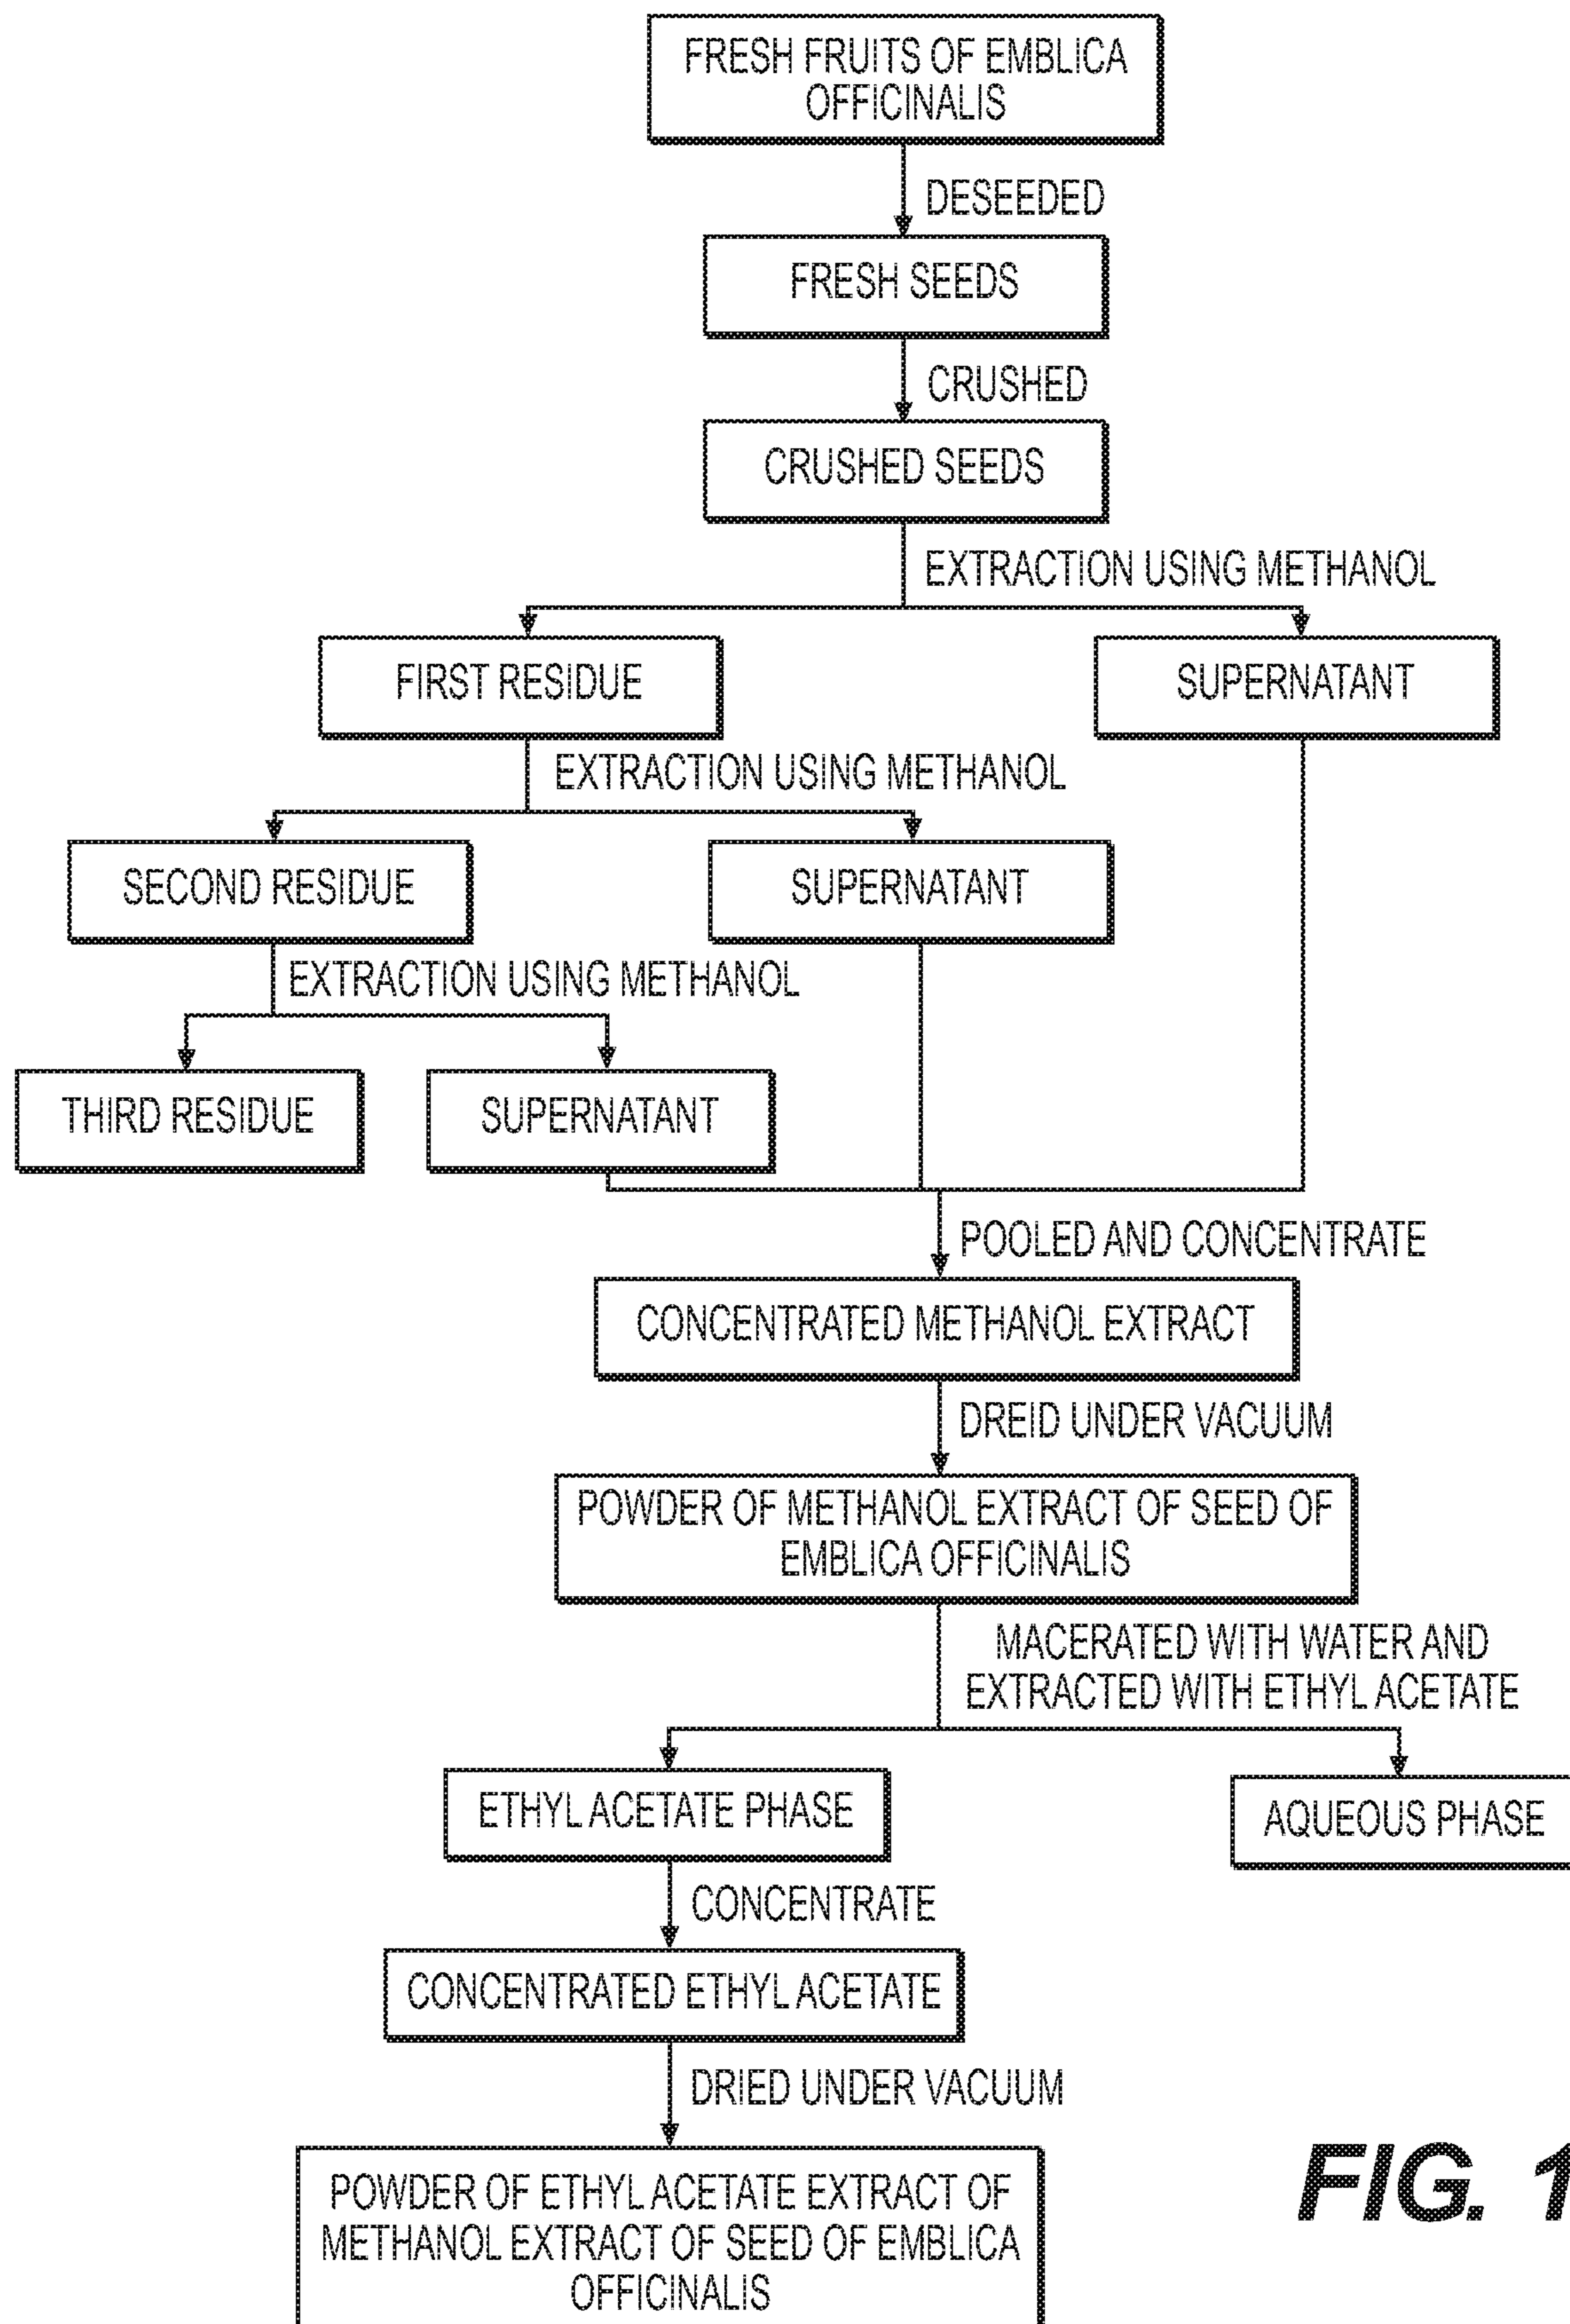 FRESH FRUITS OF EMBLICA
OFFICINALIS
DESEEDED
FRESH SEEDS
CRUSHED
CRUSHED SEEDS
EXTRACTION USING METHANOL
FIRST RESIDUE
SUPERNATANT
EXTRACTION USING METHANOL
SECOND RESIDUE
SUPERNATANT
EXTRACTION USING METHANOL
THIRD RESIDUE
SUPERNATANT
POOLED AND CONCENTRATE
CONCENTRATED METHANOL EXTRACT
DREID UNDER VACUUM
POWDER OF METHANOL EXTRACT OF SEED OF
EMBLICA OFFICINALIS
MACERATED WITH WATER AND
EXTRACTED WITH ETHYL ACETATE
ETHYL ACETATE PHASE
AQUEOUS PHASE
CONCENTRATE
CONCENTRATED ETHYL ACETATE
DRIED UNDER VACUUM
POWDER OF ETHYL ACETATE EXTRACT OF
METHANOL EXTRACT OF SEED OF EMBLICA
OFFICINALIS
FIG. 1